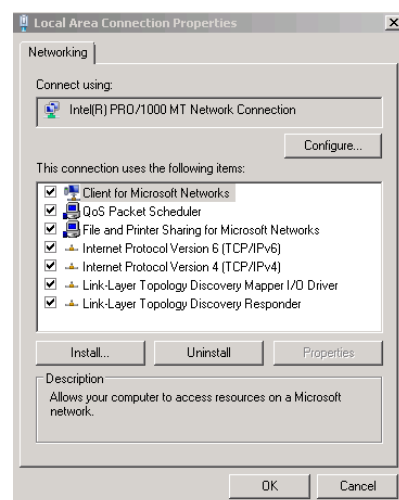 Local Area Connection Properties
Networking
Connect using:
Intel(R) PRO/1000 MT Network Connection
Configure...
This connection uses the following items:
Client for Microsoft Networks
QoS Packet Scheduler
File and Printer Sharing for Microsoft Networks
Internet Protocol Version 6 (TCP/IPv6)
Internet Protocol Version 4 (TCP/IPv4)
Link-Layer Topology Discovery Mapper I/O Driver
Link-Layer Topology Discovery Responder
Install... Uninstall Properties
Description
Allows your computer to access resources on a Microsoft
network.
OK Cancel